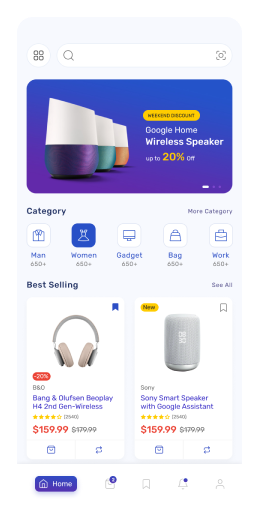 WEEKEND DISCOUNT
Google Home
Wireless Speaker
up to 20% Off
Category
More Category
Man
Women
Gadget
Bag
Work
650+
650+
650+
650+
650+
Best Selling
See All
-20%
B&O
Bang & Olufsen Beoplay
H4 2nd Gen-Wireless
(2540)
$159.99 $179.99
New
Sony
Sony Smart Speaker
with Google Assistant
(2540)
$159.99 $179.99
Home
3